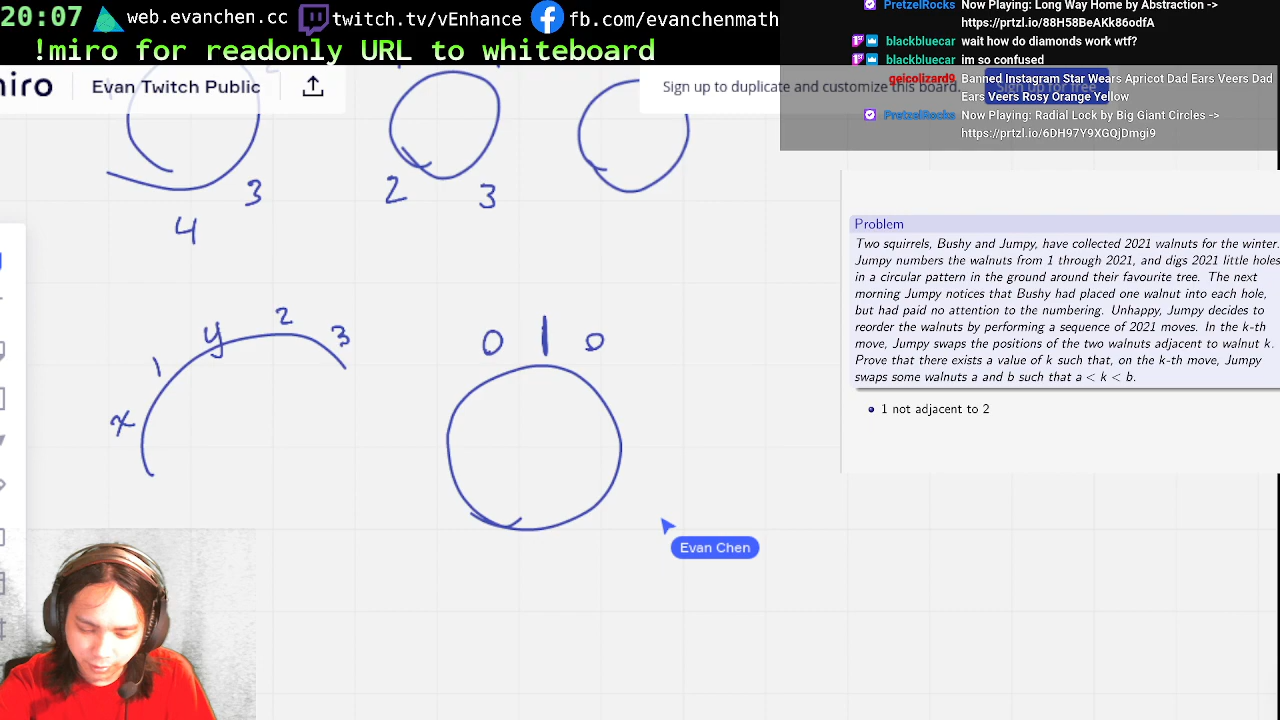 20:07 web.evanchen.cc twitch.tv/vEnhance fb.com/evanchenmath
!miro for readonly URL to whiteboard
miro
Evan Twitch Public
Sign up to duplicate and customize this board.
Sign up for free
PretzelRocks Now Playing: Long Way Home by Abstraction ->
https://prtzl.io/88H58BeAKk86odfA
blackbluecar wait how do diamonds work wtf?
blackbluecar im so confused
geicolizard9 Banned Instagram Star Wears Apricot Dad Ears Veers Dad
Ears Veers Rosy Orange Yellow
PretzelRocks Now Playing: Radial Lock by Big Giant Circles ->
https://prtzl.io/6DH97Y9XGQjDmgi9
3
4
2 3
Problem
Two squirrels, Bushy and Jumpy, have collected 2021 walnuts for the winter.
Jumpy numbers the walnuts from 1 through 2021, and digs 2021 little holes
in a circular pattern in the ground around their favourite tree. The next
morning Jumpy notices that Bushy had placed one walnut into each hole,
but had paid no attention to the numbering. Unhappy, Jumpy decides to
reorder the walnuts by performing a sequence of 2021 moves. In the k-th
move, Jumpy swaps the positions of the two walnuts adjacent to walnut k.
Prove that there exists a value of k such that, on the k-th move, Jumpy
swaps some walnuts a and b such that a < k < b.
• 1 not adjacent to 2
x 1 y 2 3
0 1 0
Evan Chen